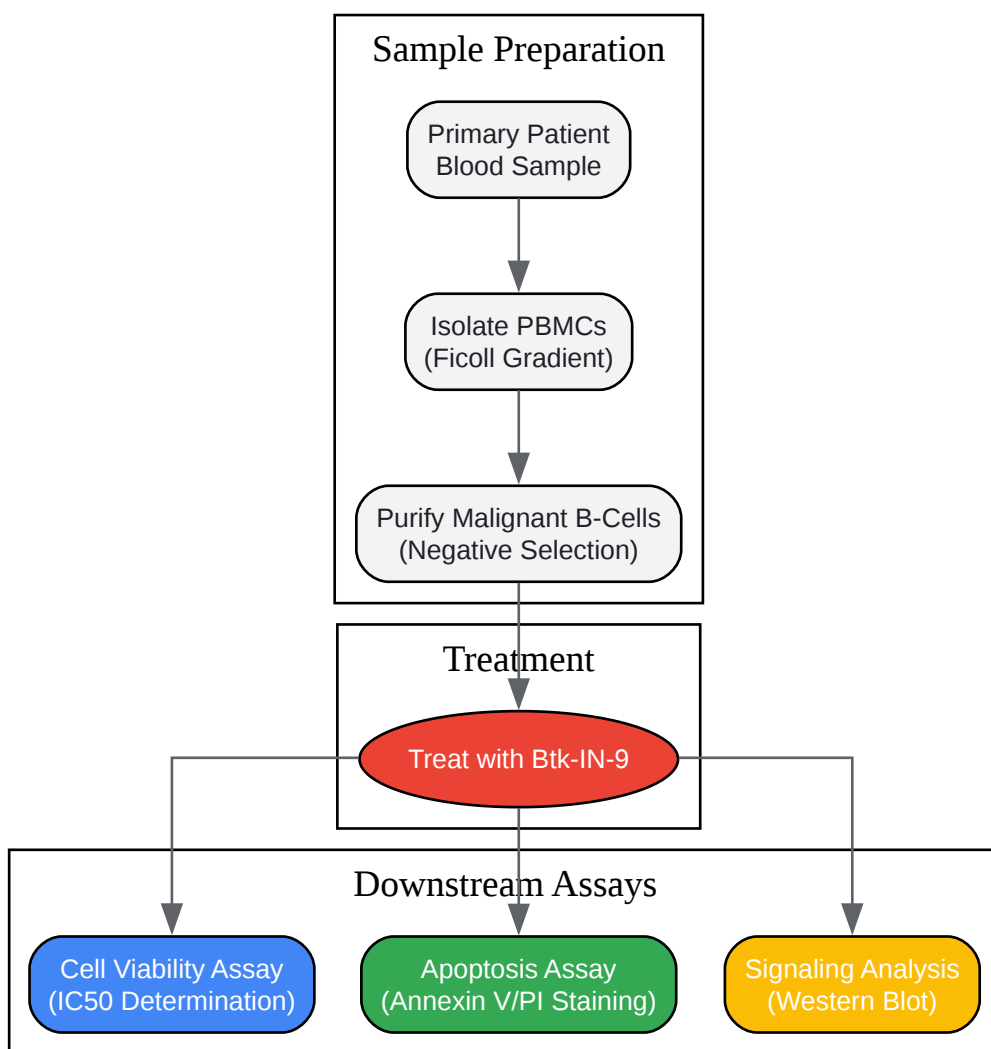 Sample Preparation
Primary Patient
Blood Sample
Isolate PBMCs
(Ficoll Gradient)
Purify Malignant B-Cells
(Negative Selection)
Treatment
Treat with Btk-IN-9
Downstream Assays
Cell Viability Assay
(IC50 Determination)
Apoptosis Assay
(Annexin V/PI Staining)
Signaling Analysis
(Western Blot)